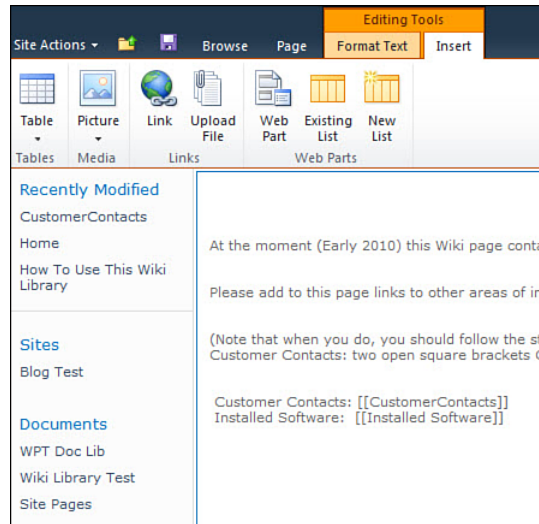 Editing Tools
Site Actions Browse Page Format Text Insert
Table Picture Link Upload File Web Part Existing List New List
Tables Media Links Web Parts
Recently Modified
CustomerContacts
Home
How To Use This Wiki
Library
Sites
Blog Test
Documents
WPT Doc Lib
Wiki Library Test
Site Pages
At the moment (Early 2010) this Wiki page
Please add to this page links to other areas of
(Note that when you do, you should follow the
Customer Contacts: two open square brackets
Customer Contacts: [[CustomerContacts]]
Installed Software: [[Installed Software]]